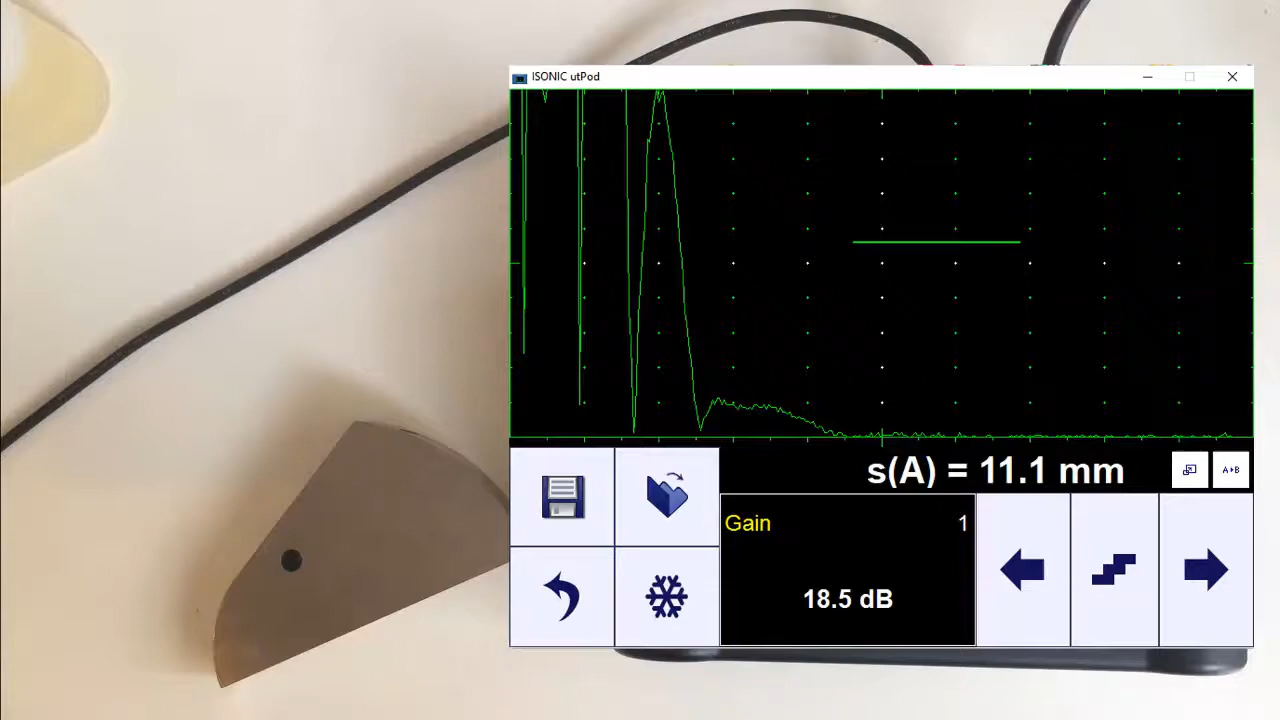 ISONIC utPod
s(A) = 11.1 mm
A▸B
Gain 1
18.5 dB